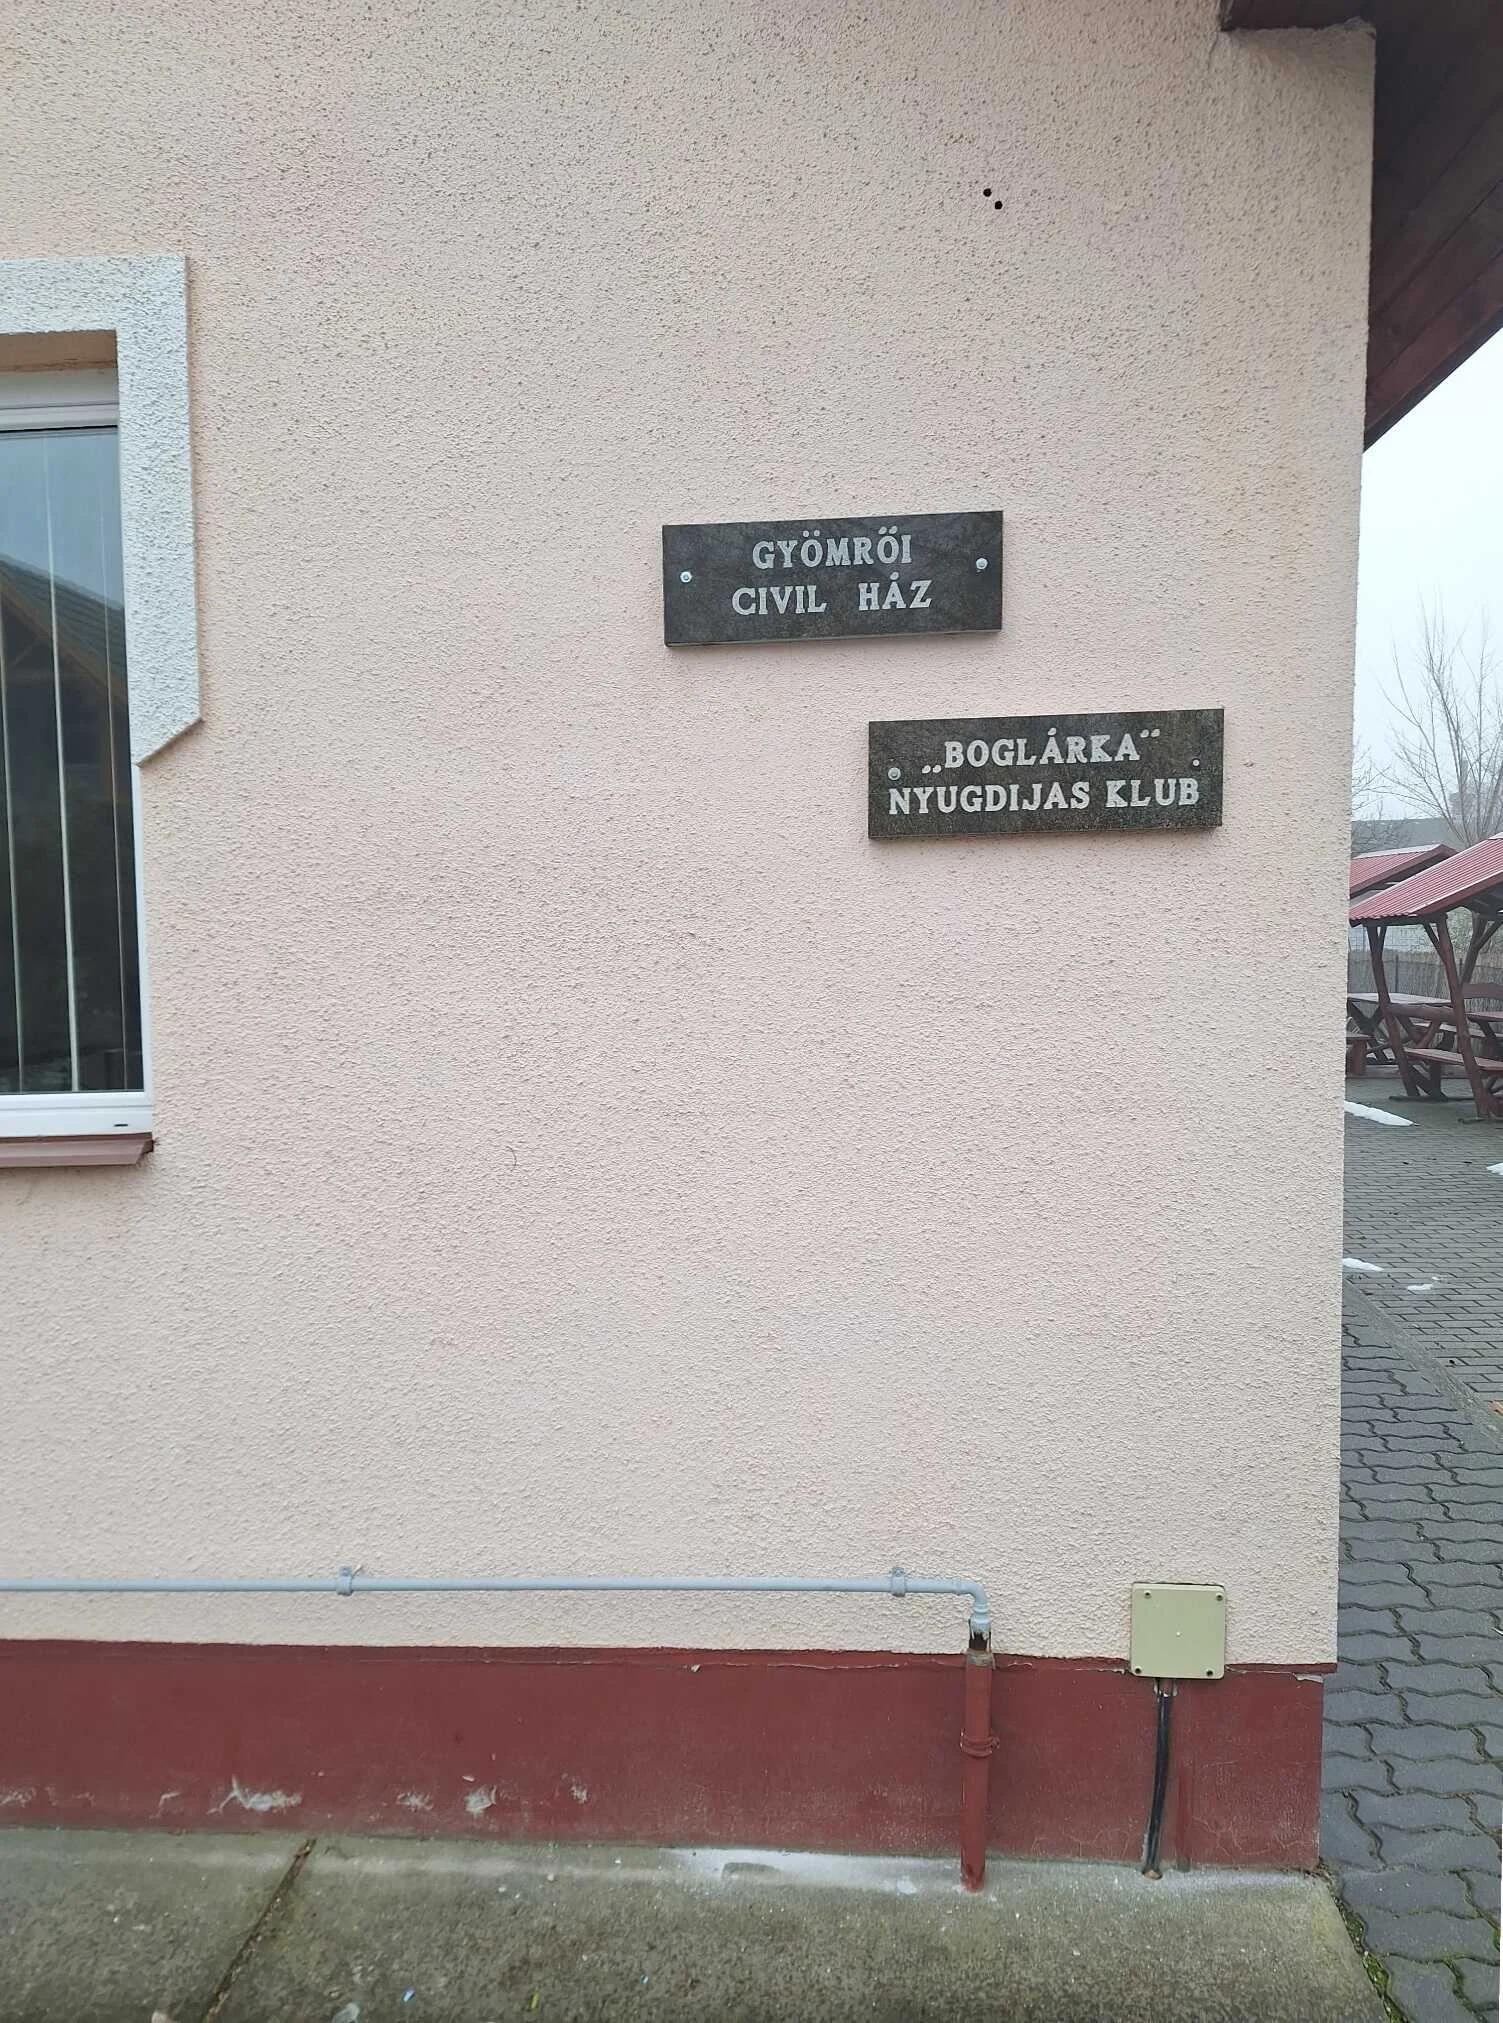 GYÖMRŐI
CIVIL HÁZ
„BOGLÁRKA“
NYUGDIJAS KLUB